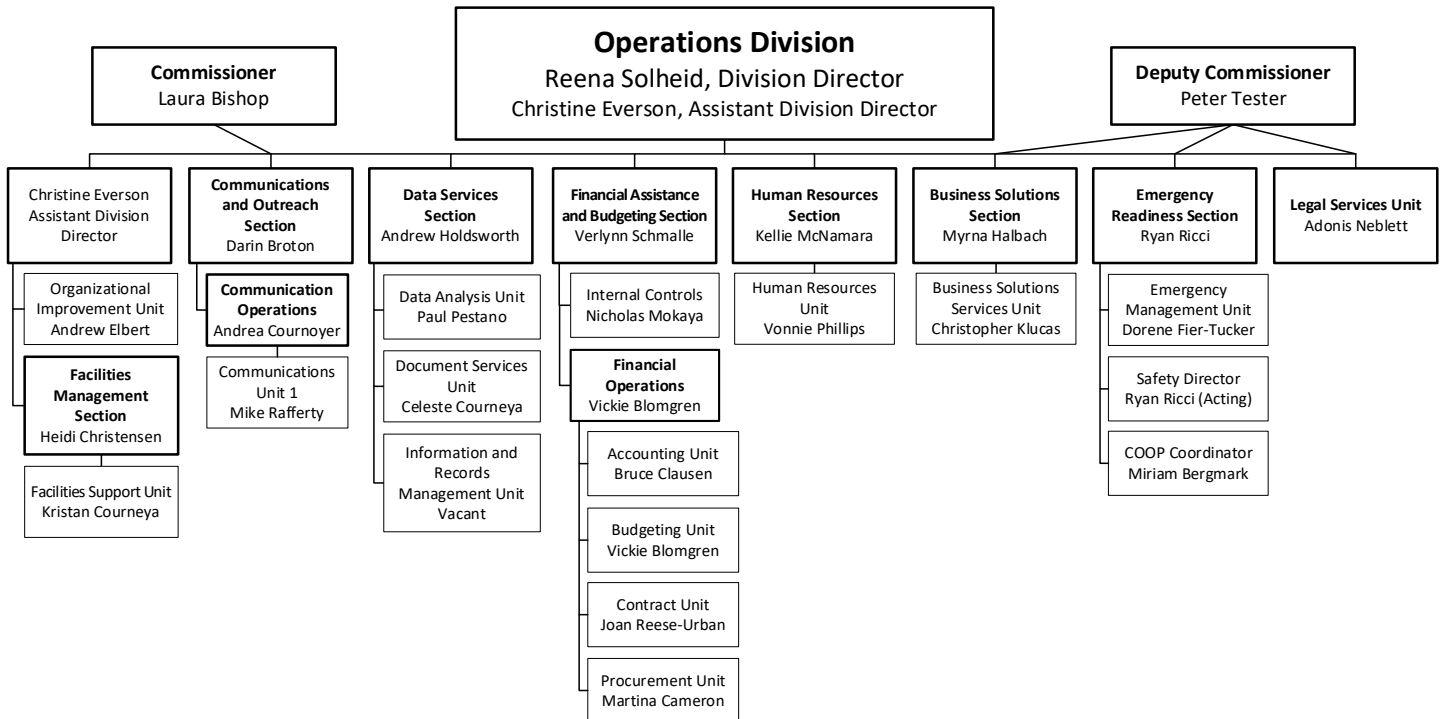 Operations Division
Reena Solheid, Division Director
Christine Everson, Assistant Division Director
Commissioner
Laura Bishop
Deputy Commissioner
Peter Tester
Christine Everson
Assistant Division
Director
Organizational
Improvement Unit
Andrew Elbert
Facilities
Management
Section
Heidi Christensen
Facilities Support Unit
Kristan Courneya
Communications
and Outreach
Section
Darin Broton
Communication
Operations
Andrea Cournoyer
Communications
Unit 1
Mike Rafferty
Data Services
Section
Andrew Holdsworth
Data Analysis Unit
Paul Pestano
Document Services
Unit
Celeste Courneya
Information and
Records
Management Unit
Vacant
Financial Assistance
and Budgeting Section
Verlynn Schmalle
Internal Controls
Nicholas Mokaya
Financial
Operations
Vickie Blomgren
Accounting Unit
Bruce Clausen
Budgeting Unit
Vickie Blomgren
Contract Unit
Joan Reese-Urban
Procurement Unit
Martina Cameron
Human Resources
Section
Kellie McNamara
Human Resources
Unit
Vonnie Phillips
Business Solutions
Section
Myrna Halbach
Business Solutions
Services Unit
Christopher Klucas
Emergency
Readiness Section
Ryan Ricci
Emergency
Management Unit
Dorene Fier-Tucker
Safety Director
Ryan Ricci (Acting)
COOP Coordinator
Miriam Bergmark
Legal Services Unit
Adonis Neblett